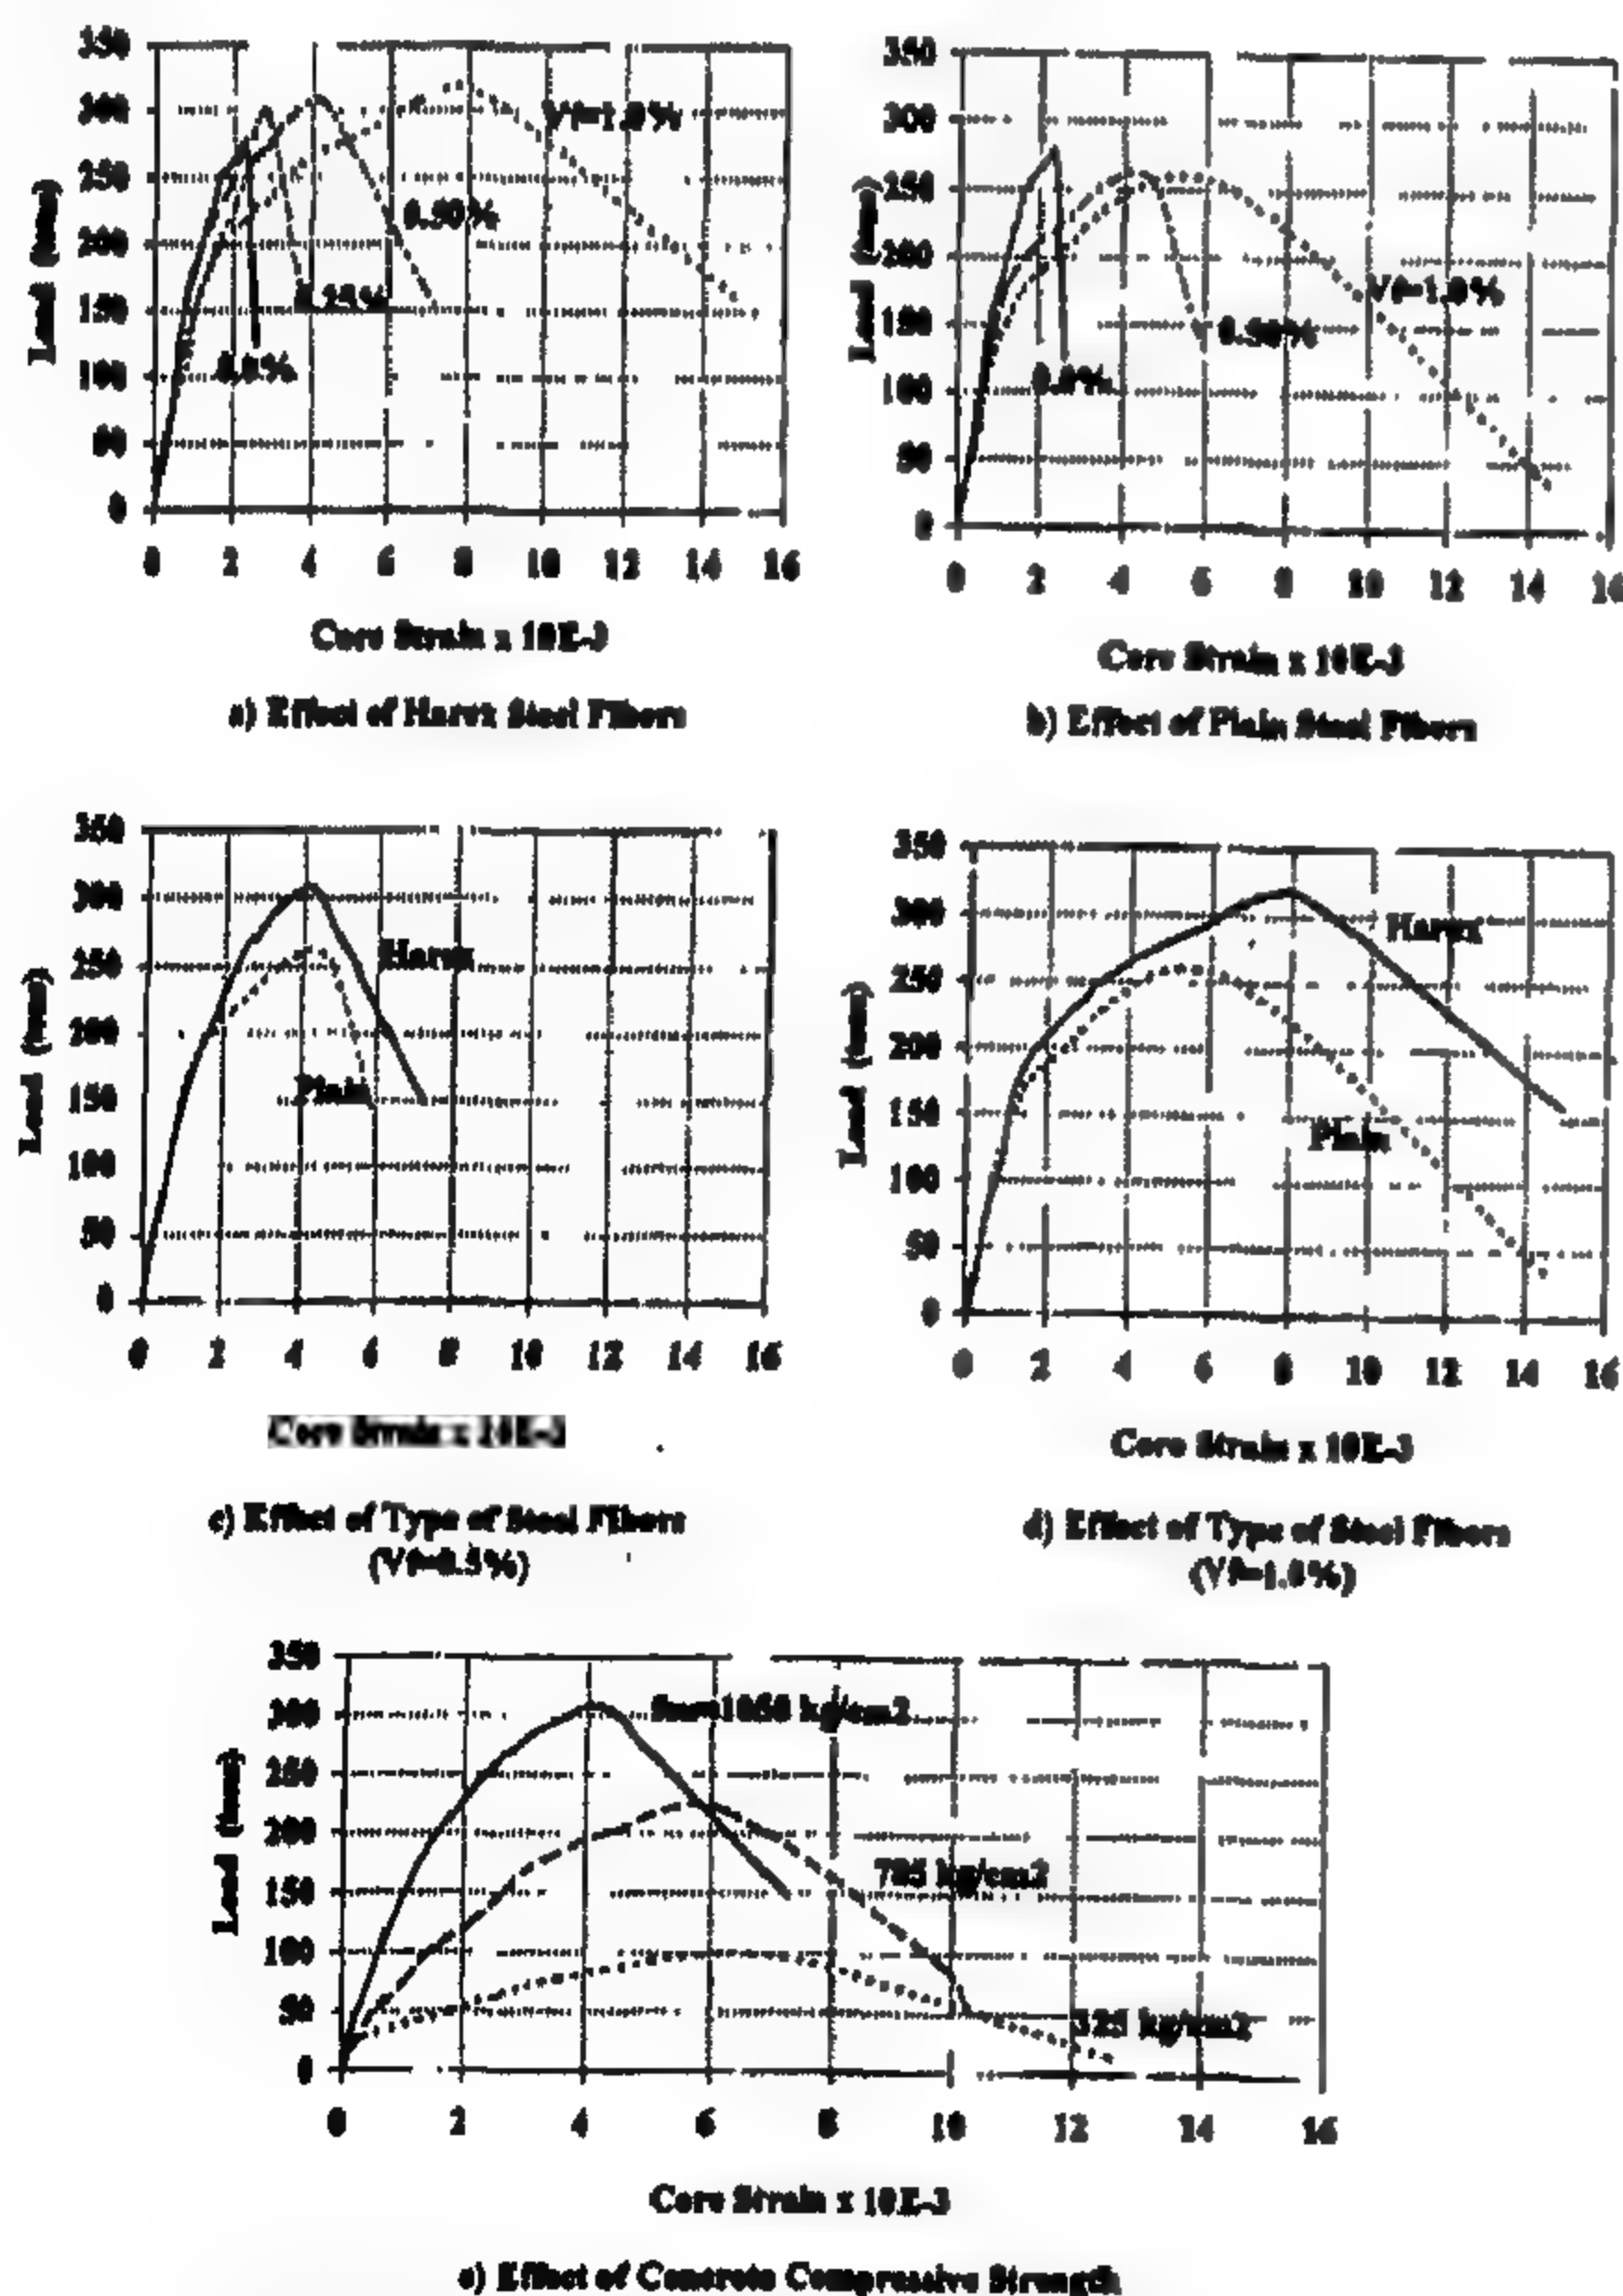 350
300
250
200
150
100
50
0
Load (tons)
Vf=1.0%
0.50%
0.25%
0.0%
0 2 4 6 8 10 12 14 16
Core Strain x 10E-3
a) Effect of Harex Steel Fibers
350
300
250
200
150
100
50
0
Load (tons)
Vf=1.0%
0.50%
0.0%
0 2 4 6 8 10 12 14 16
Core Strain x 10E-3
b) Effect of Plain Steel Fibers
350
300
250
200
150
100
50
0
Load (tons)
Harex
Plain
0 2 4 6 8 10 12 14 16
Core Strain x 10E-3
c) Effect of Type of Steel Fibers
(Vf=0.5%)
350
300
250
200
150
100
50
0
Load (tons)
Harex
Plain
0 2 4 6 8 10 12 14 16
Core Strain x 10E-3
d) Effect of Type of Steel Fibers
(Vf=1.0%)
350
300
250
200
150
100
50
0
Load (tons)
kg/cm2
kg/cm2
kg/cm2
0 2 4 6 8 10 12 14 16
Core Strain x 10E-3
e) Effect of Concrete Compressive Strength